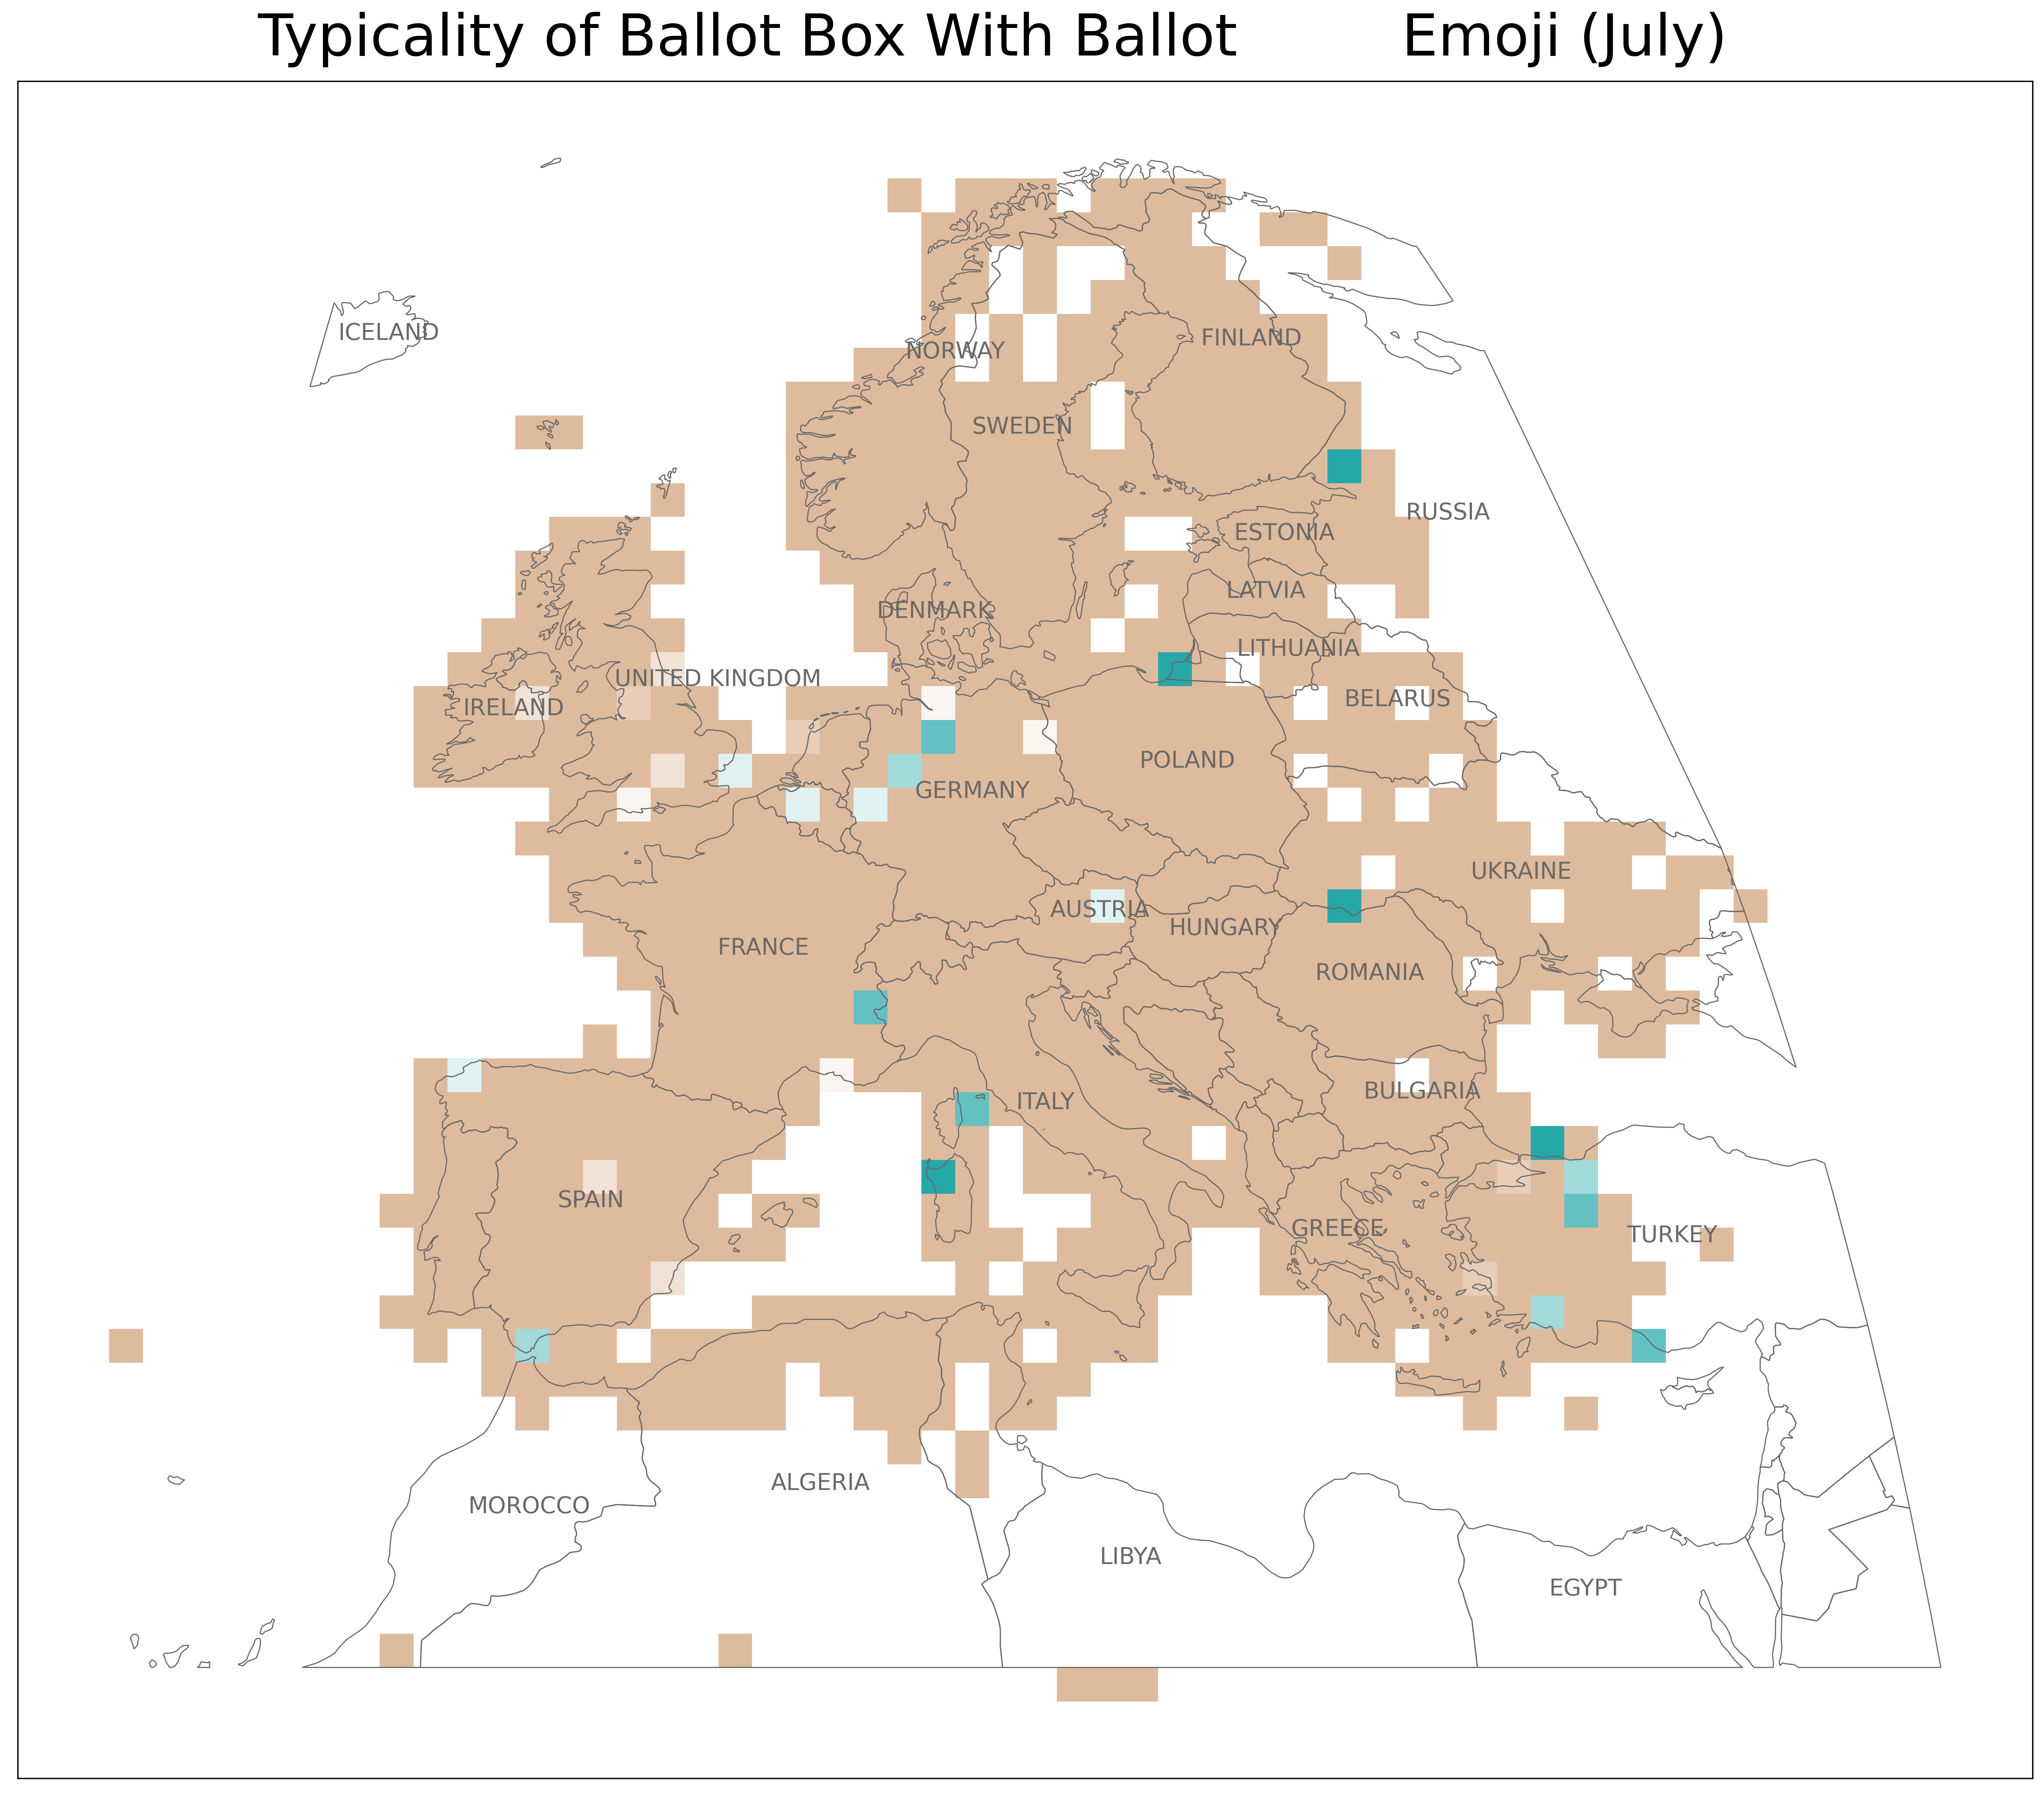 Typicality of Ballot Box With Ballot Emoji (July)
ICELAND
NORWAY
FINLAND
SWEDEN
RUSSIA
ESTONIA
LATVIA
DENMARK
LITHUANIA
UNITED KINGDOM
BELARUS
IRELAND
POLAND
GERMANY
UKRAINE
AUSTRIA
HUNGARY
FRANCE
ROMANIA
BULGARIA
ITALY
SPAIN
GREECE
TURKEY
ALGERIA
MOROCCO
LIBYA
EGYPT